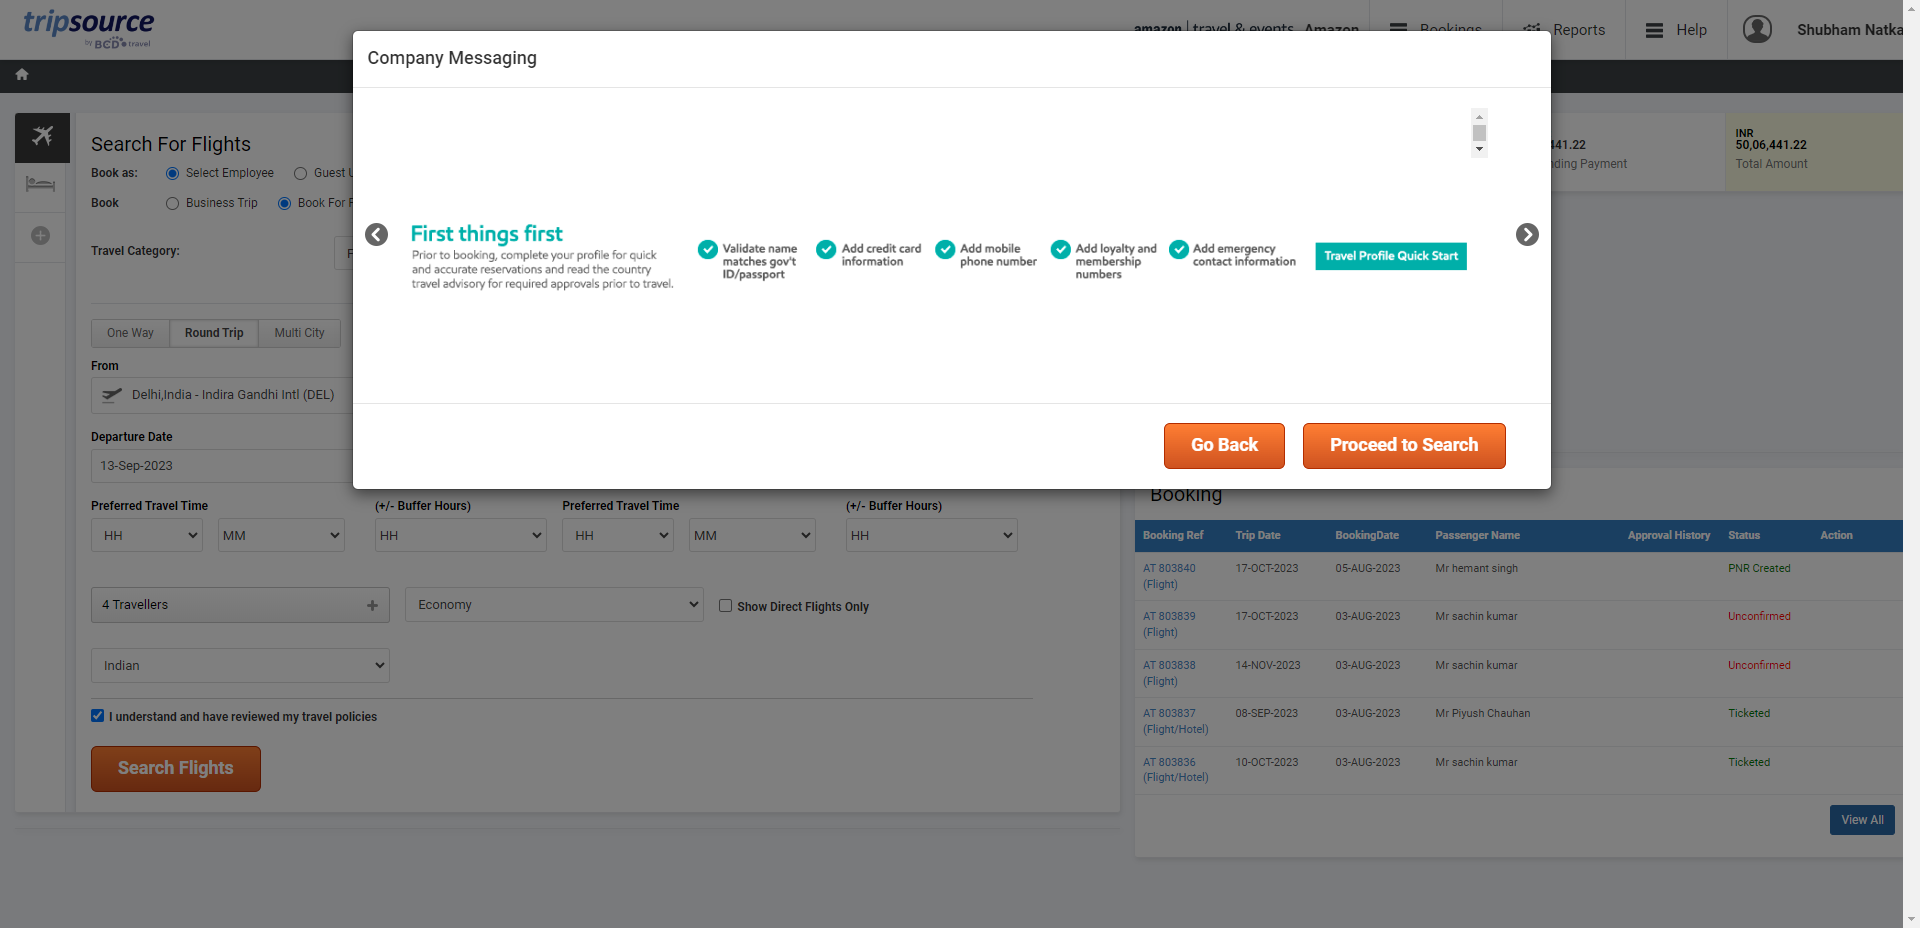 tripsource
by BCD travel
amazon travel & events Amazon
Bookings
Reports
Help
Shubham Natka
Company Messaging
Search For Flights
Book as:
Select Employee
Guest U
Book
Business Trip
Book For
Travel Category:
441.22
ding Payment
INR
50,06,441.22
Total Amount
First things first
Prior to booking, complete your profile for quick
and accurate reservations and read the country
travel advisory for required approvals prior to travel.
Validate name
matches gov't
ID/passport
Add credit card
information
Add mobile
phone number
Add loyalty and
membership
numbers
Add emergency
contact information
Travel Profile Quick Start
Go Back
Proceed to Search
One Way
Round Trip
Multi City
From
Delhi,India - Indira Gandhi Intl (DEL)
Departure Date
13-Sep-2023
Preferred Travel Time
(+/- Buffer Hours)
Preferred Travel Time
(+/- Buffer Hours)
HH
MM
HH
HH
MM
HH
4 Travellers
Economy
Show Direct Flights Only
Indian
I understand and have reviewed my travel policies
Search Flights
Booking
Booking Ref Trip Date BookingDate Passenger Name Approval History Status Action
AT 803840 17-OCT-2023 05-AUG-2023 Mr hemant singh PNR Created
(Flight)
AT 803839 17-OCT-2023 03-AUG-2023 Mr sachin kumar Unconfirmed
(Flight)
AT 803838 14-NOV-2023 03-AUG-2023 Mr sachin kumar Unconfirmed
(Flight)
AT 803837 08-SEP-2023 03-AUG-2023 Mr Piyush Chauhan Ticketed
(Flight/Hotel)
AT 803836 10-OCT-2023 03-AUG-2023 Mr sachin kumar Ticketed
(Flight/Hotel)
View All